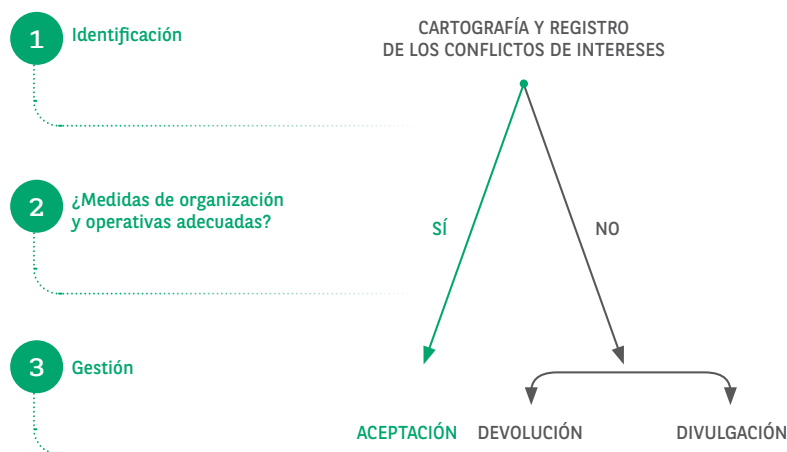 1
Identificación
CARTOGRAFÍA Y REGISTRO
DE LOS CONFLICTOS DE INTERESES
2
¿Medidas de organización
y operativas adecuadas?
SÍ
NO
3
Gestión
ACEPTACIÓN
DEVOLUCIÓN
DIVULGACIÓN